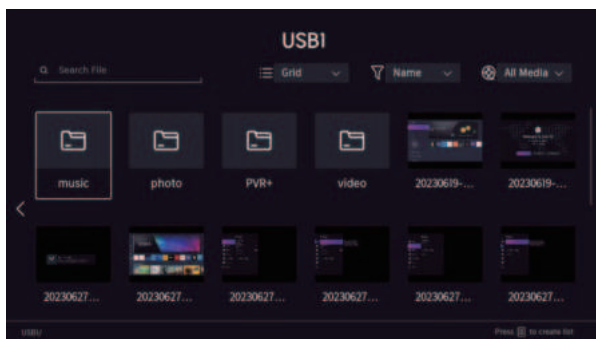 USB1
Search File
Grid
Name
All Media
music
photo
PVR+
video
20230619-...
20230619-...
20230627...
20230627...
20230627...
20230627...
20230627...
20230627...
USB1/
Press to create list